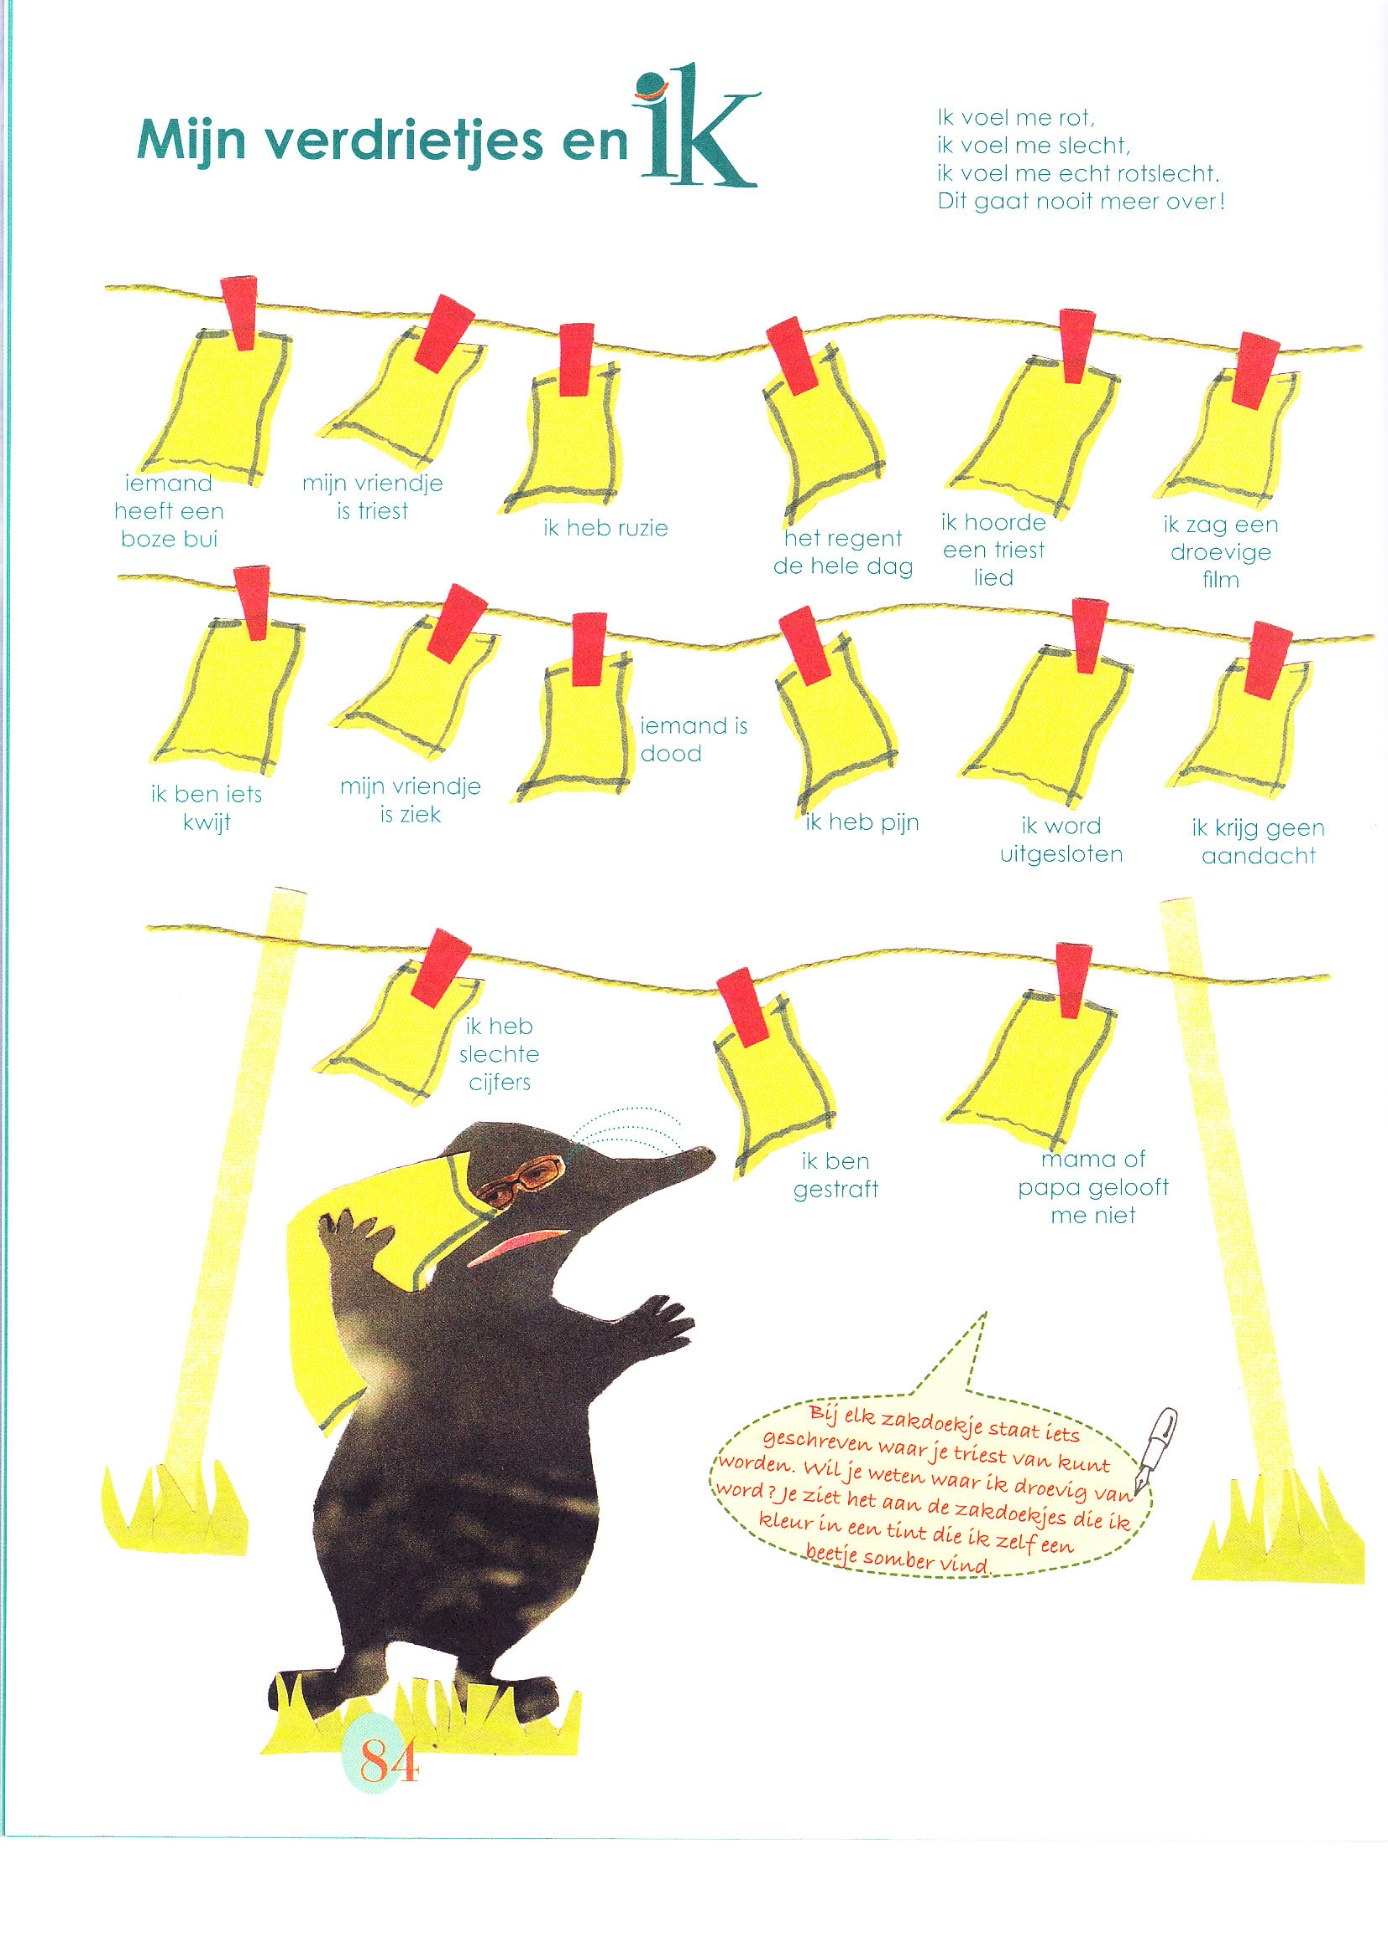 Mijn verdrietjes en ik
Ik voel me rot,
ik voel me slecht,
ik voel me echt rotslecht.
Dit gaat nooit meer over!
iemand
heeft een
boze bui
mijn vriendje
is triest
ik heb ruzie
het regent
de hele dag
ik hoorde
een triest
lied
ik zag een
droevige
film
ik ben iets
kwijt
mijn vriendje
is ziek
iemand is
dood
ik heb pijn
ik word
uitgesloten
ik krijg geen
aandacht
ik heb
slechte
cijfers
ik ben
gestraft
mama of
papa gelooft
me niet
Bij elk zakdoekje staat iets
geschreven waar je triest van kunt
worden. Wil je weten waar ik droevig van
word? Je ziet het aan de zakdoekjes die ik
kleur in een tint die ik zelf een
beetje somber vind.
84